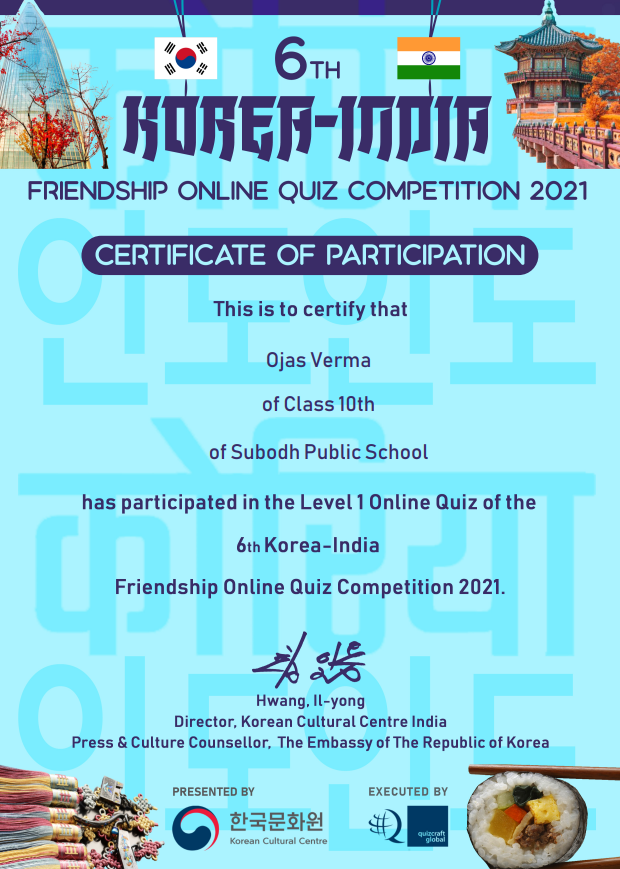 6TH
KOREA-INDIA
FRIENDSHIP ONLINE QUIZ COMPETITION 2021
CERTIFICATE OF PARTICIPATION
This is to certify that
Ojas Verma
of Class 10th
of Subodh Public School
has participated in the Level 1 Online Quiz of the
6th Korea-India
Friendship Online Quiz Competition 2021.
Hwang, Il-yong
Director, Korean Cultural Centre India
Press & Culture Counsellor, The Embassy of The Republic of Korea
PRESENTED BY
한국문화원
Korean Cultural Centre
EXECUTED BY
quizcraft
global